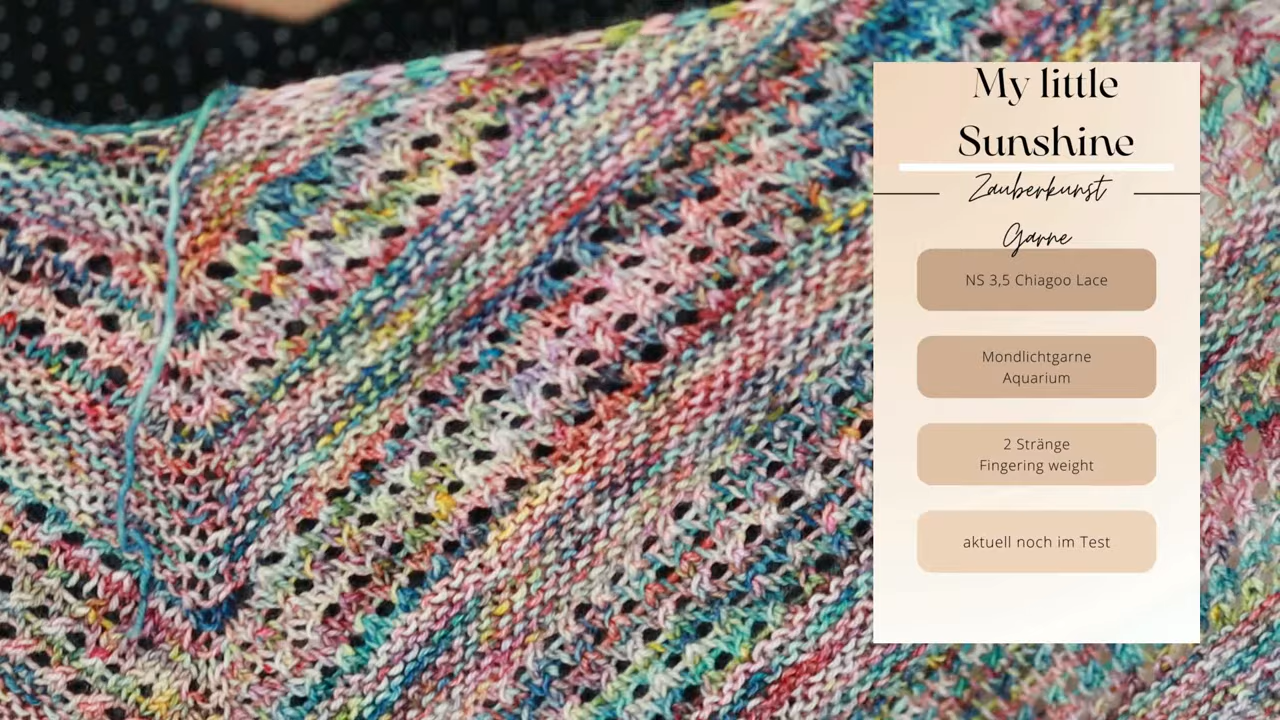 My little
Sunshine
Zauberkunst
Garne
NS 3,5 Chiagoo Lace
Mondlichtgarne
Aquarium
2 Stränge
Fingering weight
aktuell noch im Test